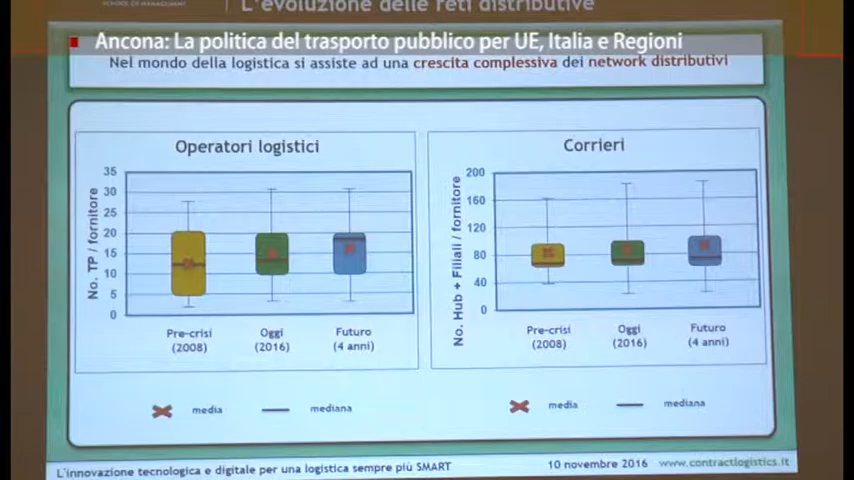 SCHOOL OF MANAGEMENT
L'evoluzione delle reti distributive
Ancona: La politica del trasporto pubblico per UE, Italia e Regioni
Nel mondo della logistica si assiste ad una crescita complessiva dei network distributivi
Operatori logistici
No. TP / fornitore
35
30
25
20
15
10
5
0
Pre-crisi
(2008)
Oggi
(2016)
Futuro
(4 anni)
media
mediana
Corrieri
No. Hub + Filiali / fornitore
200
160
120
80
40
0
Pre-crisi
(2008)
Oggi
(2016)
Futuro
(4 anni)
media
mediana
L'innovazione tecnologica e digitale per una logistica sempre più SMART
10 novembre 2016
www.contractlogistics.it